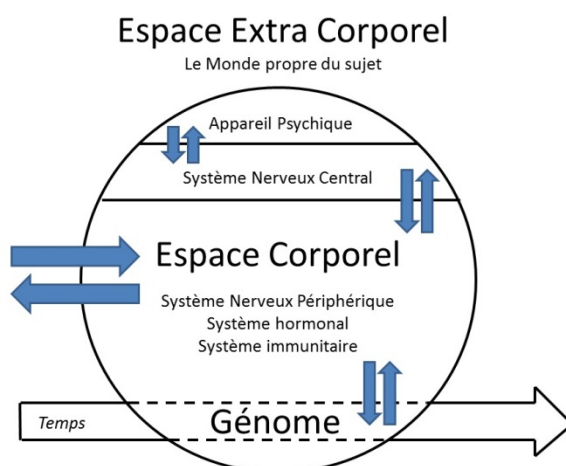 Espace Extra Corporel
Le Monde propre du sujet
Appareil Psychique
Système Nerveux Central
Espace Corporel
Système Nerveux Périphérique
Système hormonal
Système immunitaire
Temps
Génome